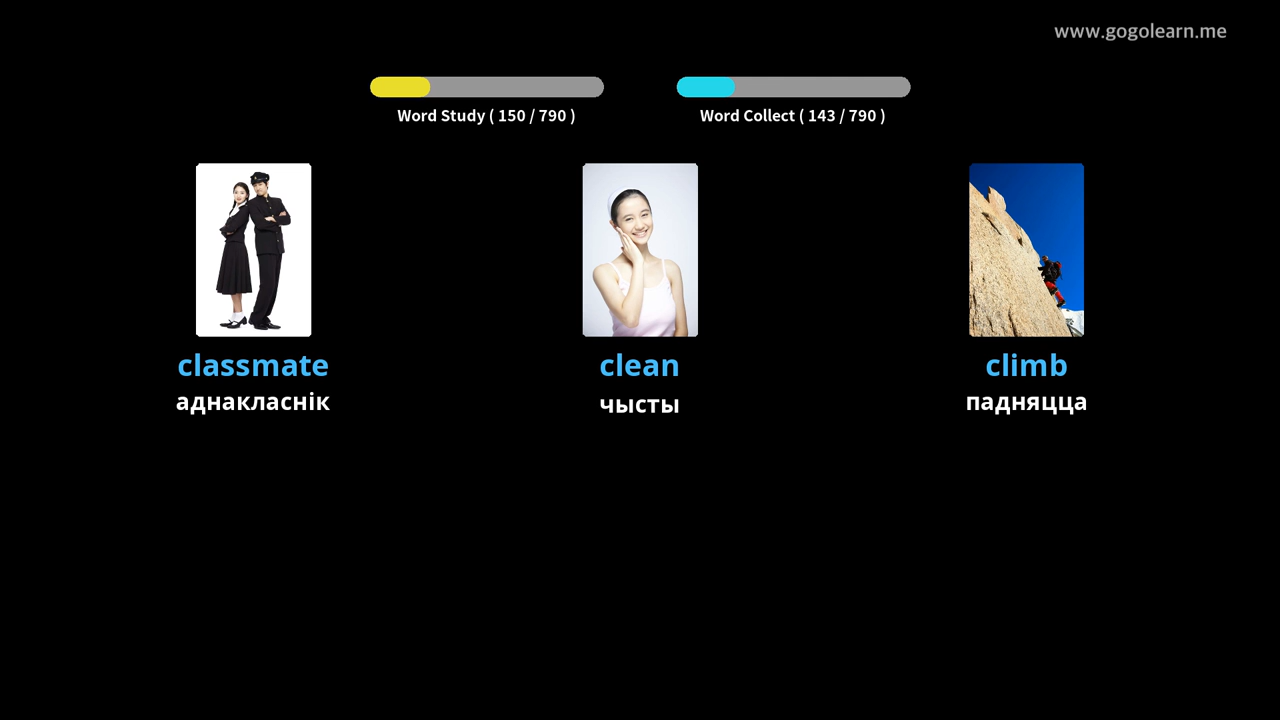 www.gogolearn.me
Word Study ( 150 / 790 )
Word Collect ( 143 / 790 )
classmate
аднакласнік
clean
чысты
climb
падняцца